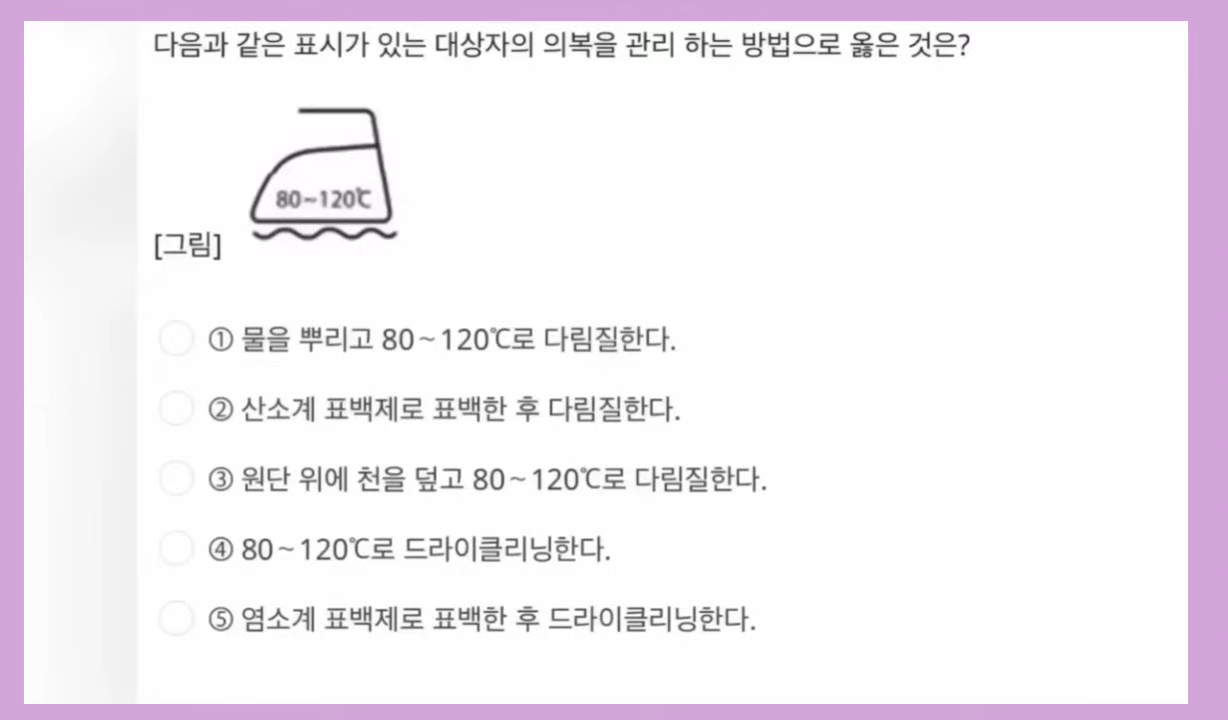 다음과 같은 표시가 있는 대상자의 의복을 관리 하는 방법으로 옳은 것은?
80~120℃
[그림]
① 물을 뿌리고 80~120℃로 다림질한다.
② 산소계 표백제로 표백한 후 다림질한다.
③ 원단 위에 천을 덮고 80~120℃로 다림질한다.
④ 80~120℃로 드라이클리닝한다.
⑤ 염소계 표백제로 표백한 후 드라이클리닝한다.